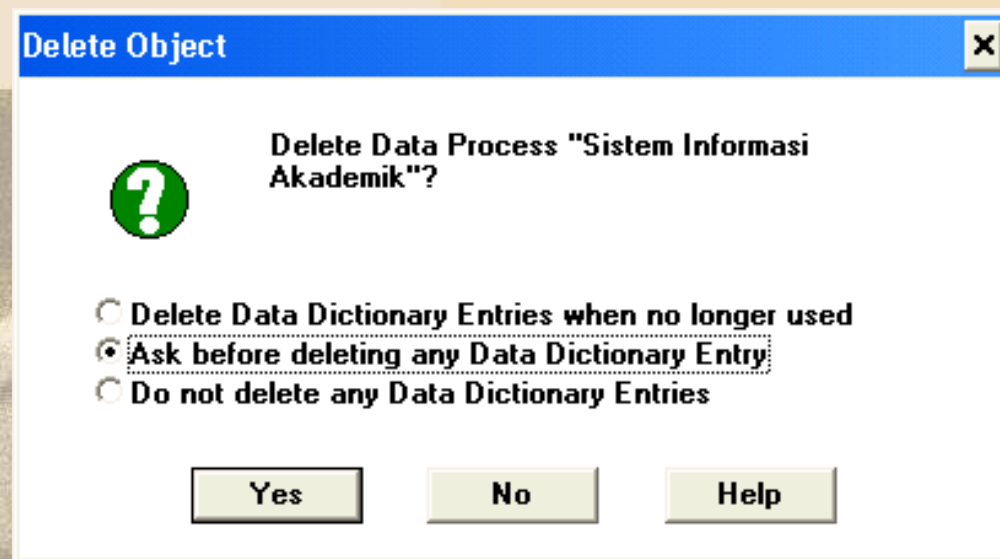 Delete Object
Delete Data Process "Sistem Informasi
Akademik"?
Delete Data Dictionary Entries when no longer used
Ask before deleting any Data Dictionary Entry
Do not delete any Data Dictionary Entries
Yes No Help